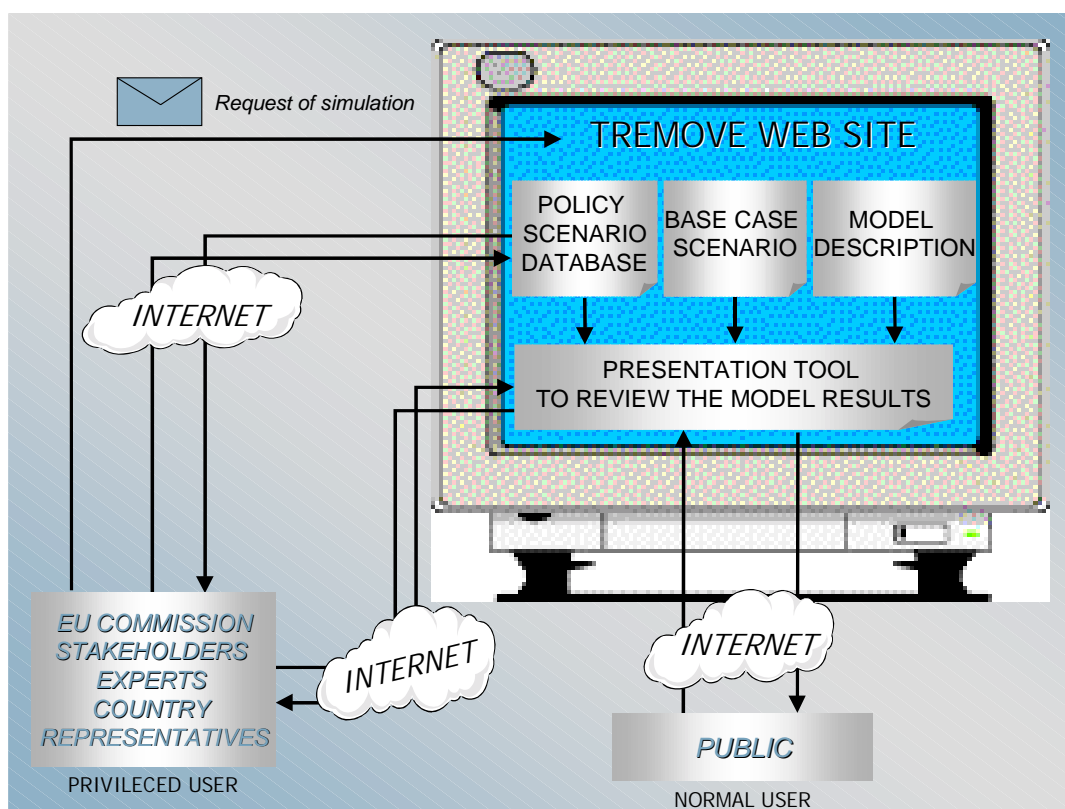 Request of simulation
TREMOVE WEB SITE
POLICY
SCENARIO
DATABASE
BASE CASE
SCENARIO
MODEL
DESCRIPTION
INTERNET
PRESENTATION TOOL
TO REVIEW THE MODEL RESULTS
EU COMMISSION
STAKEHOLDERS
EXPERTS
COUNTRY
REPRESENTATIVES
INTERNET
INTERNET
PUBLIC
PRIVILECED USER
NORMAL USER